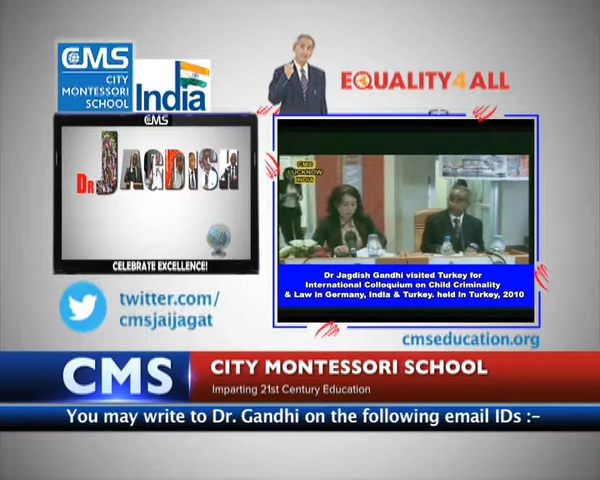 CMS
CITY
MONTESSORI
SCHOOL
India
EQUALITY4ALL
CMS
DR JAGDISH
CELEBRATE EXCELLENCE!
CMS
LUCKNOW
INDIA
Dr Jagdish Gandhi visited Turkey for
International Colloquium on Child Criminality
& Law in Germany, India & Turkey. held in Turkey, 2010
twitter.com/
cmsjaijagat
cmseducation.org
CMS
CITY MONTESSORI SCHOOL
Imparting 21st Century Education
You may write to Dr. Gandhi on the following email IDs :-